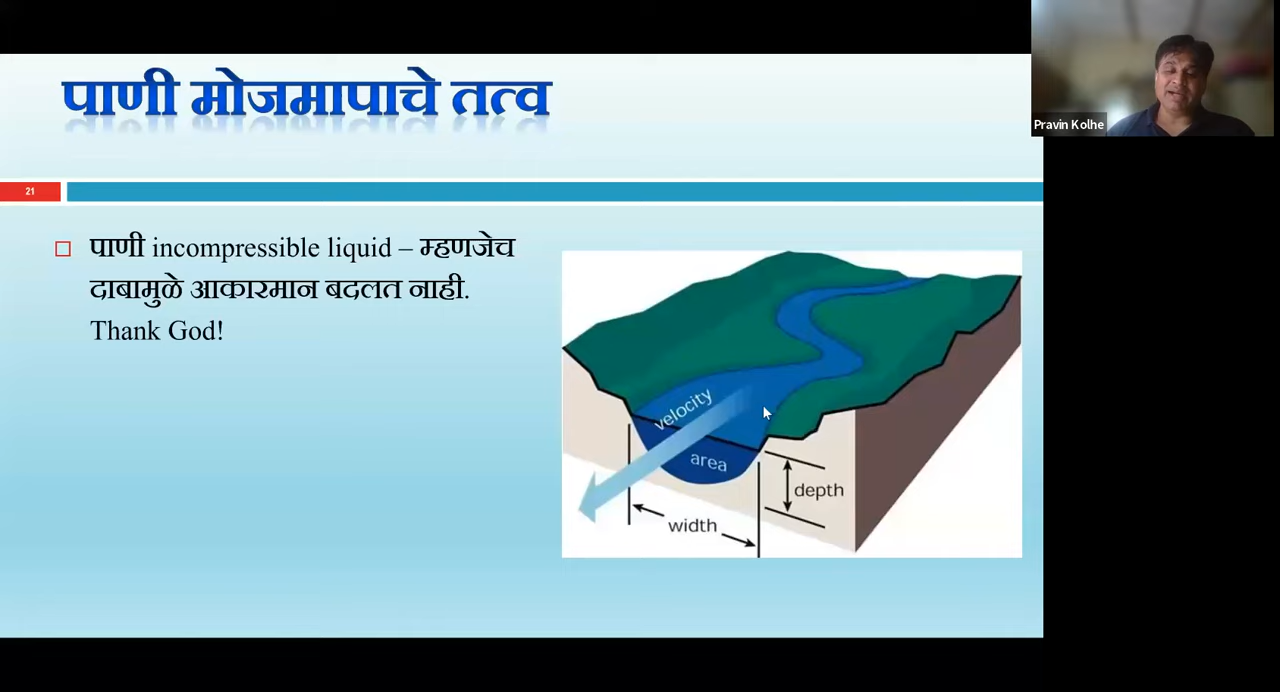 पाणी मोजमापाचे तत्व
Pravin Kolhe
21
पाणी incompressible liquid – म्हणजेच
दाबामुळे आकारमान बदलत नाही.
Thank God!
velocity
area
depth
width